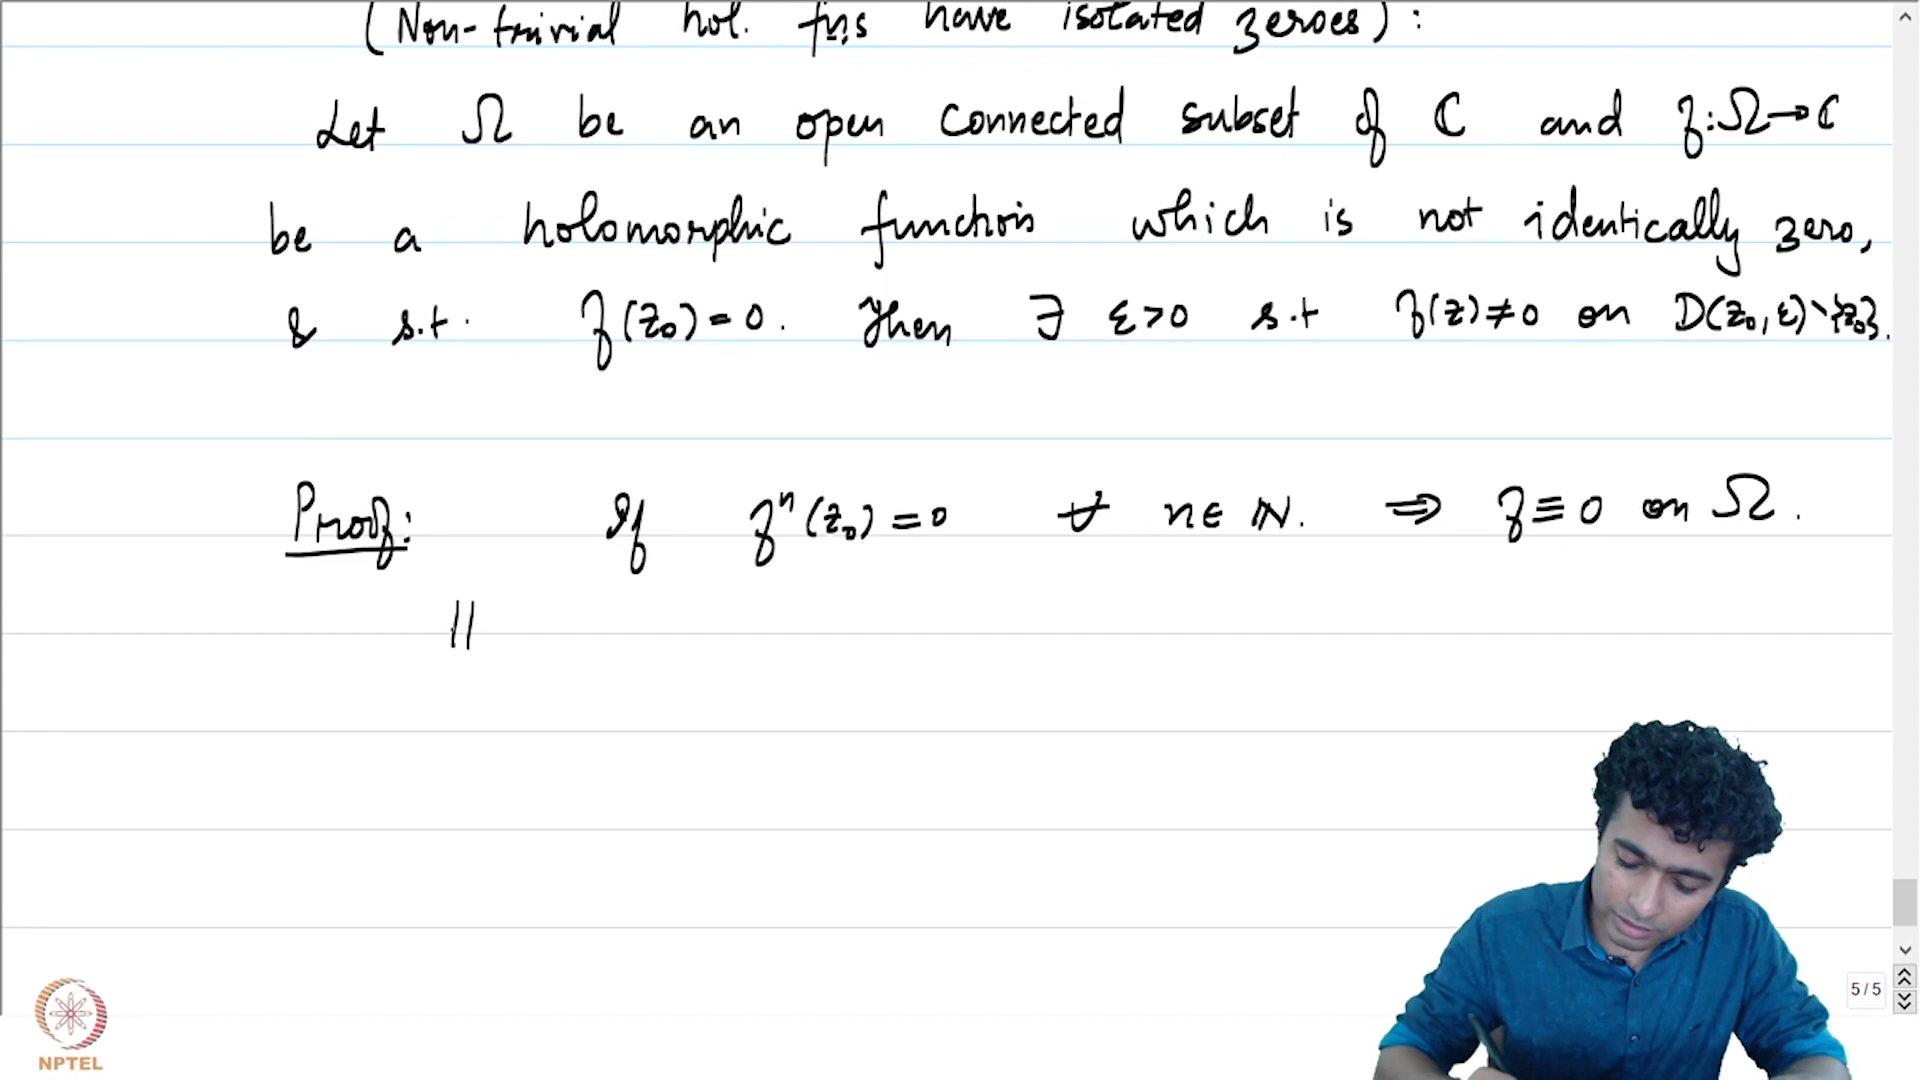 (Non-trivial hol. fns have isolated zeroes) :
Let Ω be an open connected subset of ℂ and f:Ω→ℂ
be a holomorphic function which is not identically zero,
& s.t. f(z₀)=0. Then ∃ ε>0 s.t f(z)≠0 on D(z₀,ε)∖{z₀}.
Proof: If fⁿ(z₀)=0 ∀ n∈ℕ. ⇒ f≡0 on Ω.
||
5/5
NPTEL